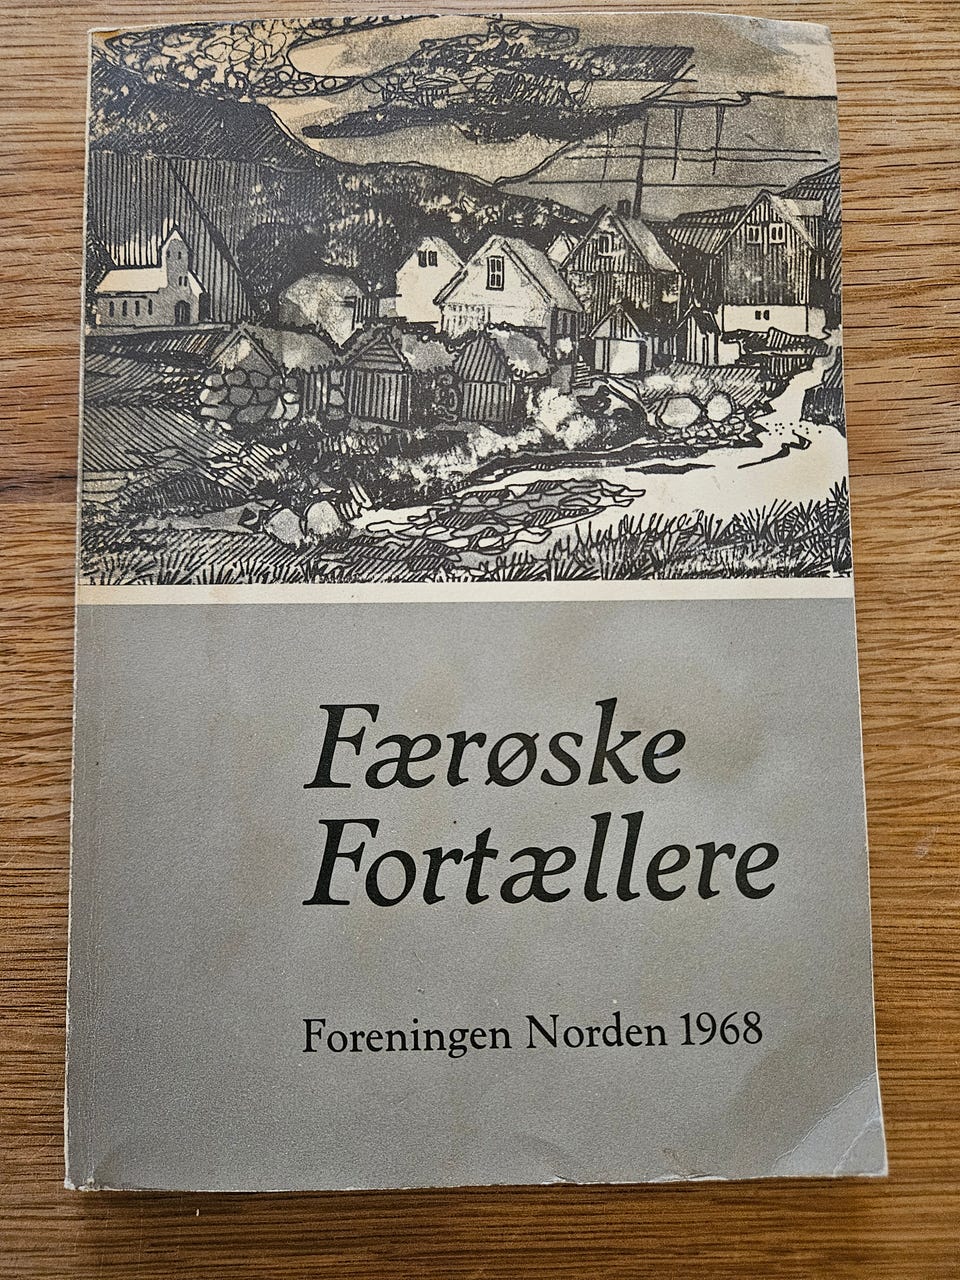 Færøske
Fortællere
Foreningen Norden 1968